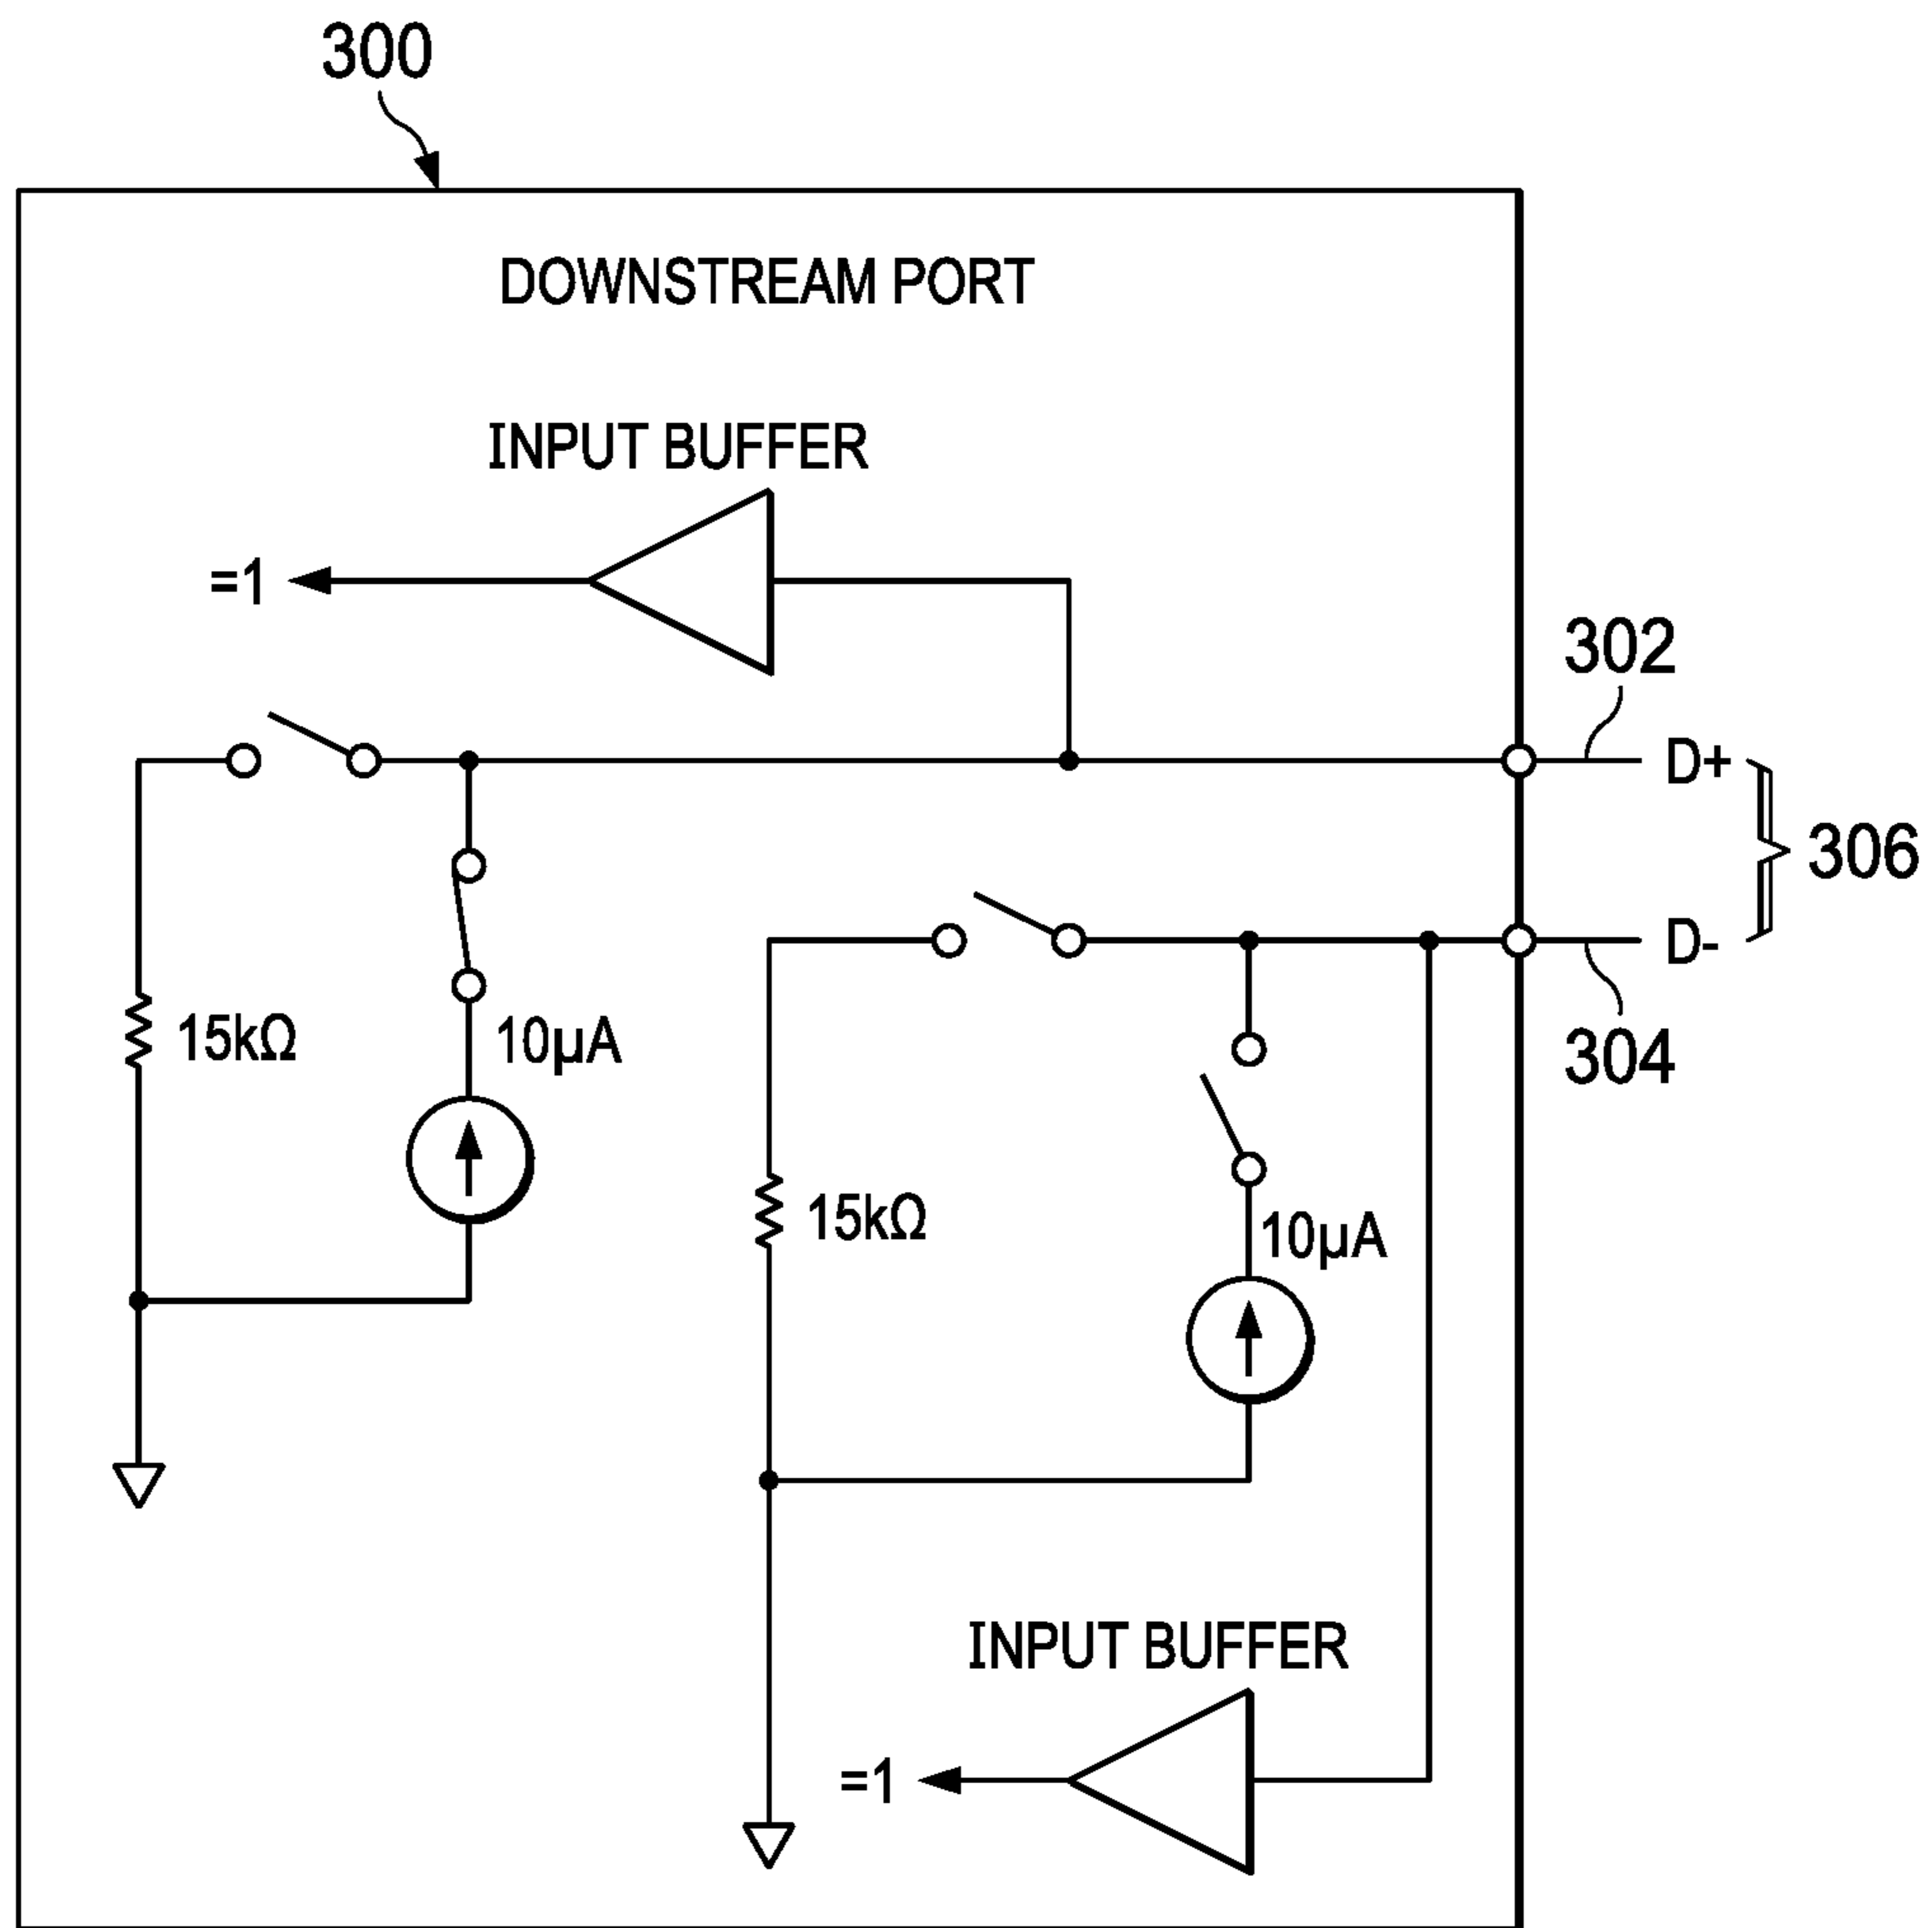 300
DOWNSTREAM PORT
INPUT BUFFER
=1
302
D+
306
D-
304
15kΩ
10µA
15kΩ
10µA
INPUT BUFFER
=1